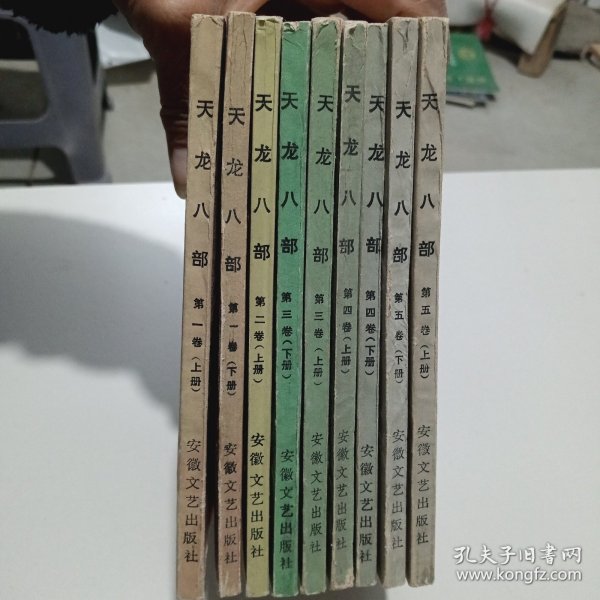 天龙八部 第一卷(上册) 安徽文艺出版社
天龙八部 第一卷(下册) 安徽文艺出版社
天龙八部 第二卷(上册) 安徽文艺出版社
天龙八部 第三卷(下册) 安徽文艺出版社
天龙八部 第三卷(上册) 安徽文艺出版社
天龙八部 第四卷(上册) 安徽文艺出版社
天龙八部 第四卷(下册) 安徽文艺出版社
天龙八部 第五卷(下册) 安徽文艺出版社
天龙八部 第五卷(上册) 安徽文艺出版社
孔夫子旧书网
www.kongfz.com